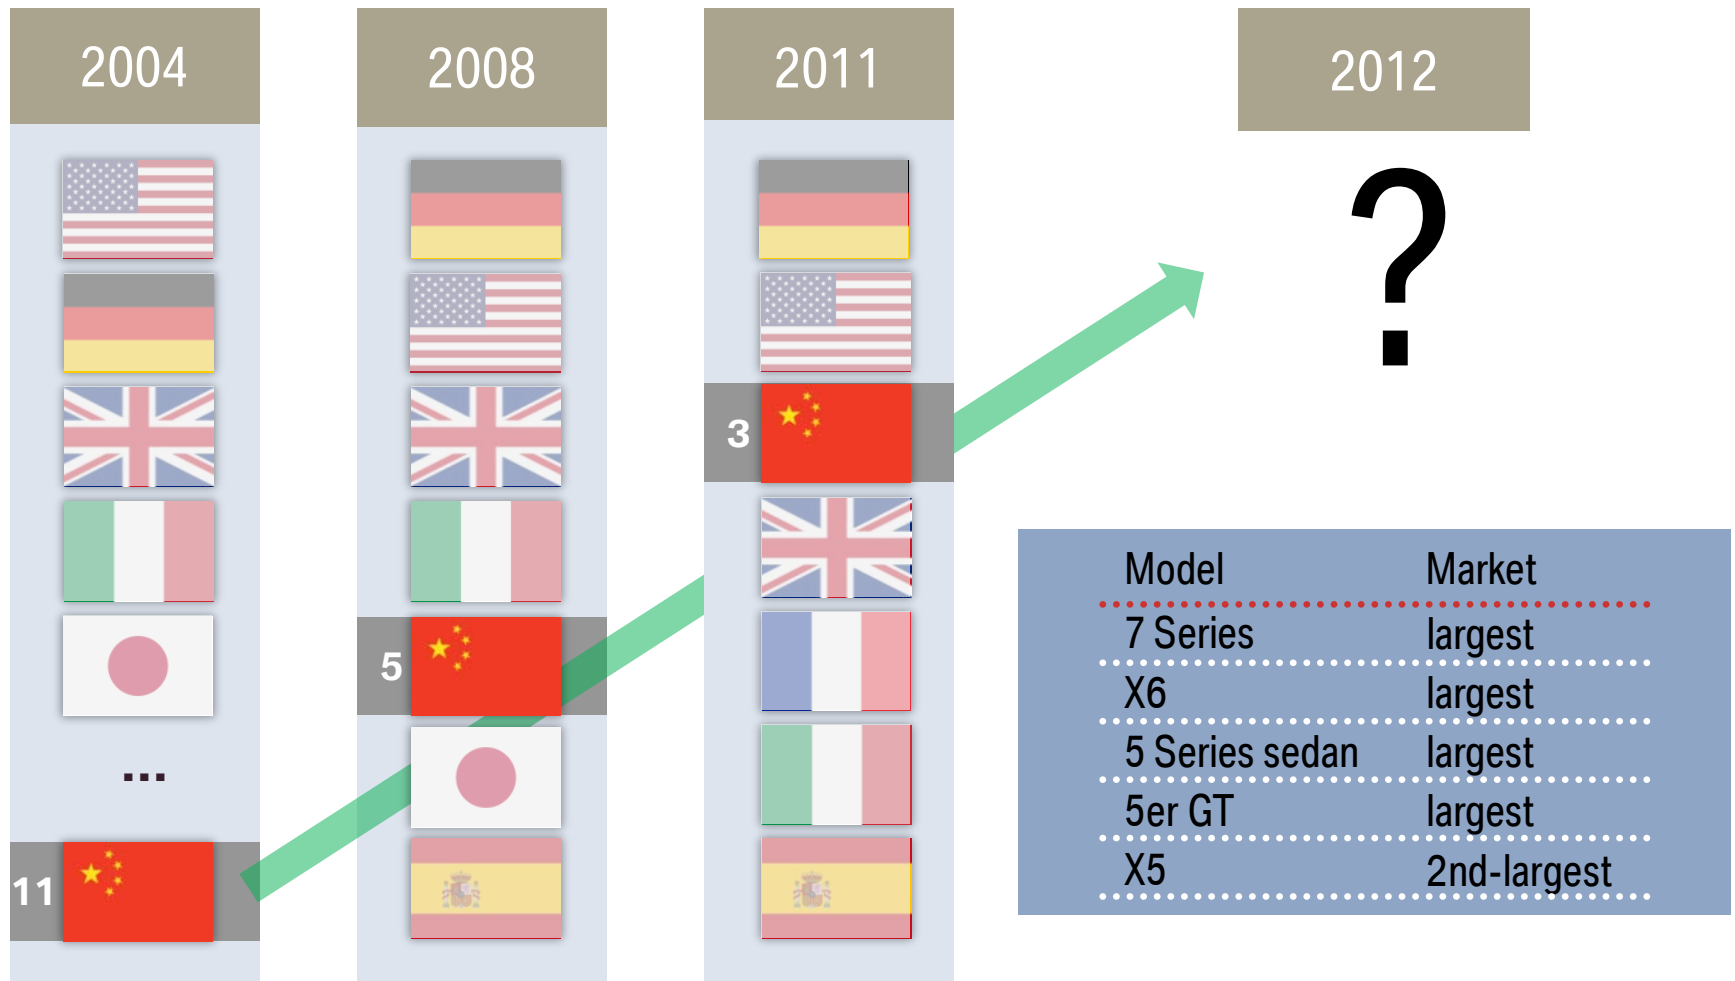 2004
2008
2011
2012
?
3
5
...
11
Model Market
7 Series largest
X6 largest
5 Series sedan largest
5er GT largest
X5 2nd-largest